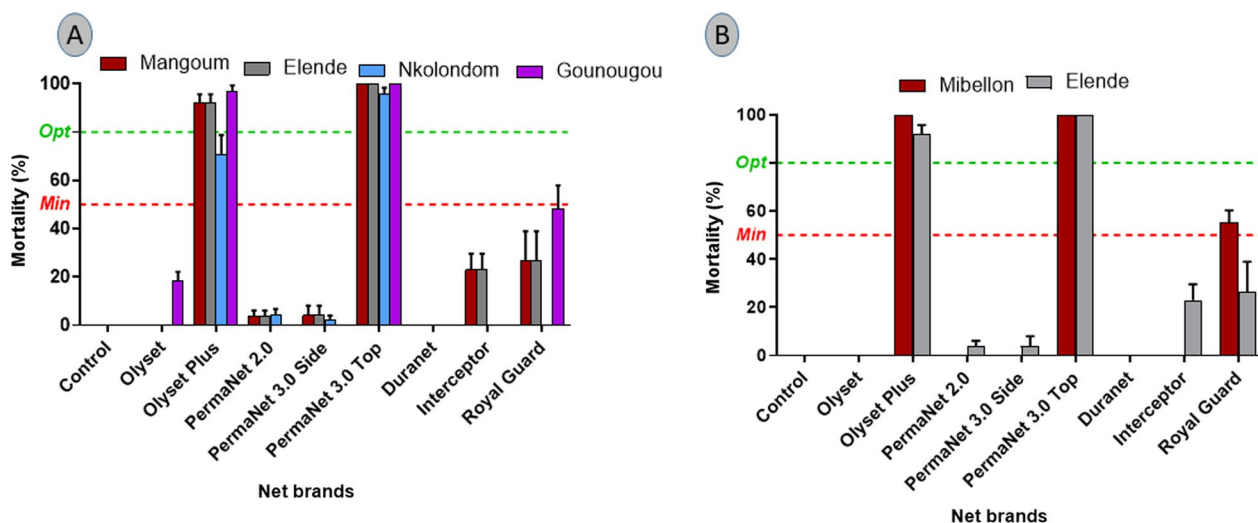 A
Mangoum Elende Nkolondom Gounougou
Mortality (%)
100
Opt
60
Min
40
20
0
Control
Olyset
Olyset Plus
PermaNet 2.0
PermaNet 3.0 Side
PermaNet 3.0 Top
Duranet
Interceptor
Royal Guard
Net brands
B
Mibellon Elende
Mortality (%)
100
Opt
60
Min
40
20
0
Control
Olyset
Olyset Plus
PermaNet 2.0
PermaNet 3.0 Side
PermaNet 3.0 Top
Duranet
Interceptor
Royal Guard
Net brands